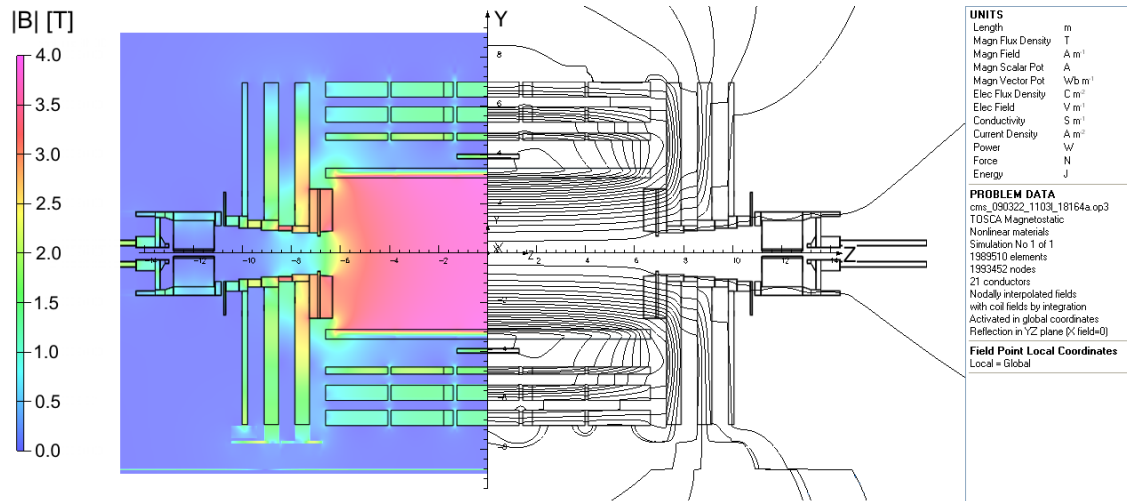 |B| [T]
4.0
3.5
3.0
2.5
2.0
1.5
1.0
0.5
0.0
Y
8
6
4
2
Y
X
Z
Z
-14
-12
-10
-8
-6
-4
-2
2
4
6
8
10
12
14
-4
-6
-8
UNITS
Length m
Magn Flux Density T
Magn Field A m⁻¹
Magn Scalar Pot A
Magn Vector Pot Wb m⁻¹
Elec Flux Density C m⁻²
Elec Field V m⁻¹
Conductivity S m⁻¹
Current Density A m⁻²
Power W
Force N
Energy J
PROBLEM DATA
cms_090322_1103l_18164a.op3
TOSCA Magnetostatic
Nonlinear materials
Simulation No 1 of 1
1989510 elements
1993452 nodes
21 conductors
Nodally interpolated fields
with coil fields by integration
Activated in global coordinates
Reflection in YZ plane (X field=0)
Field Point Local Coordinates
Local = Global